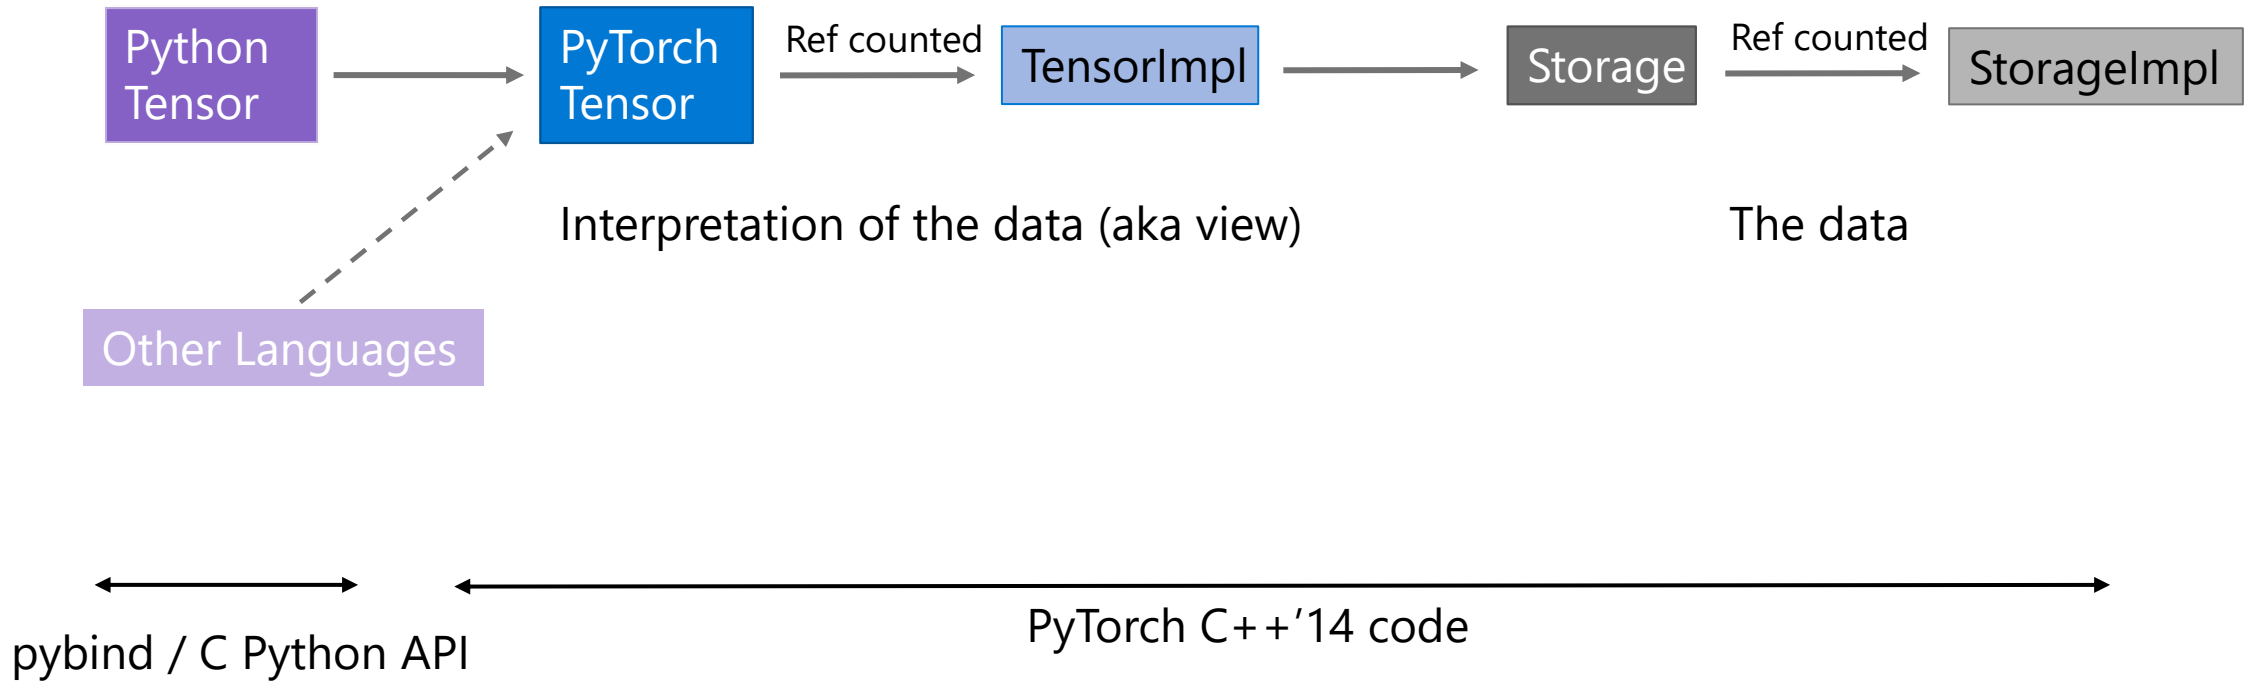 Python
Tensor
PyTorch
Tensor
Ref counted
TensorImpl
Storage
Ref counted
StorageImpl
Interpretation of the data (aka view)
The data
Other Languages
PyTorch C++’14 code
pybind / C Python API